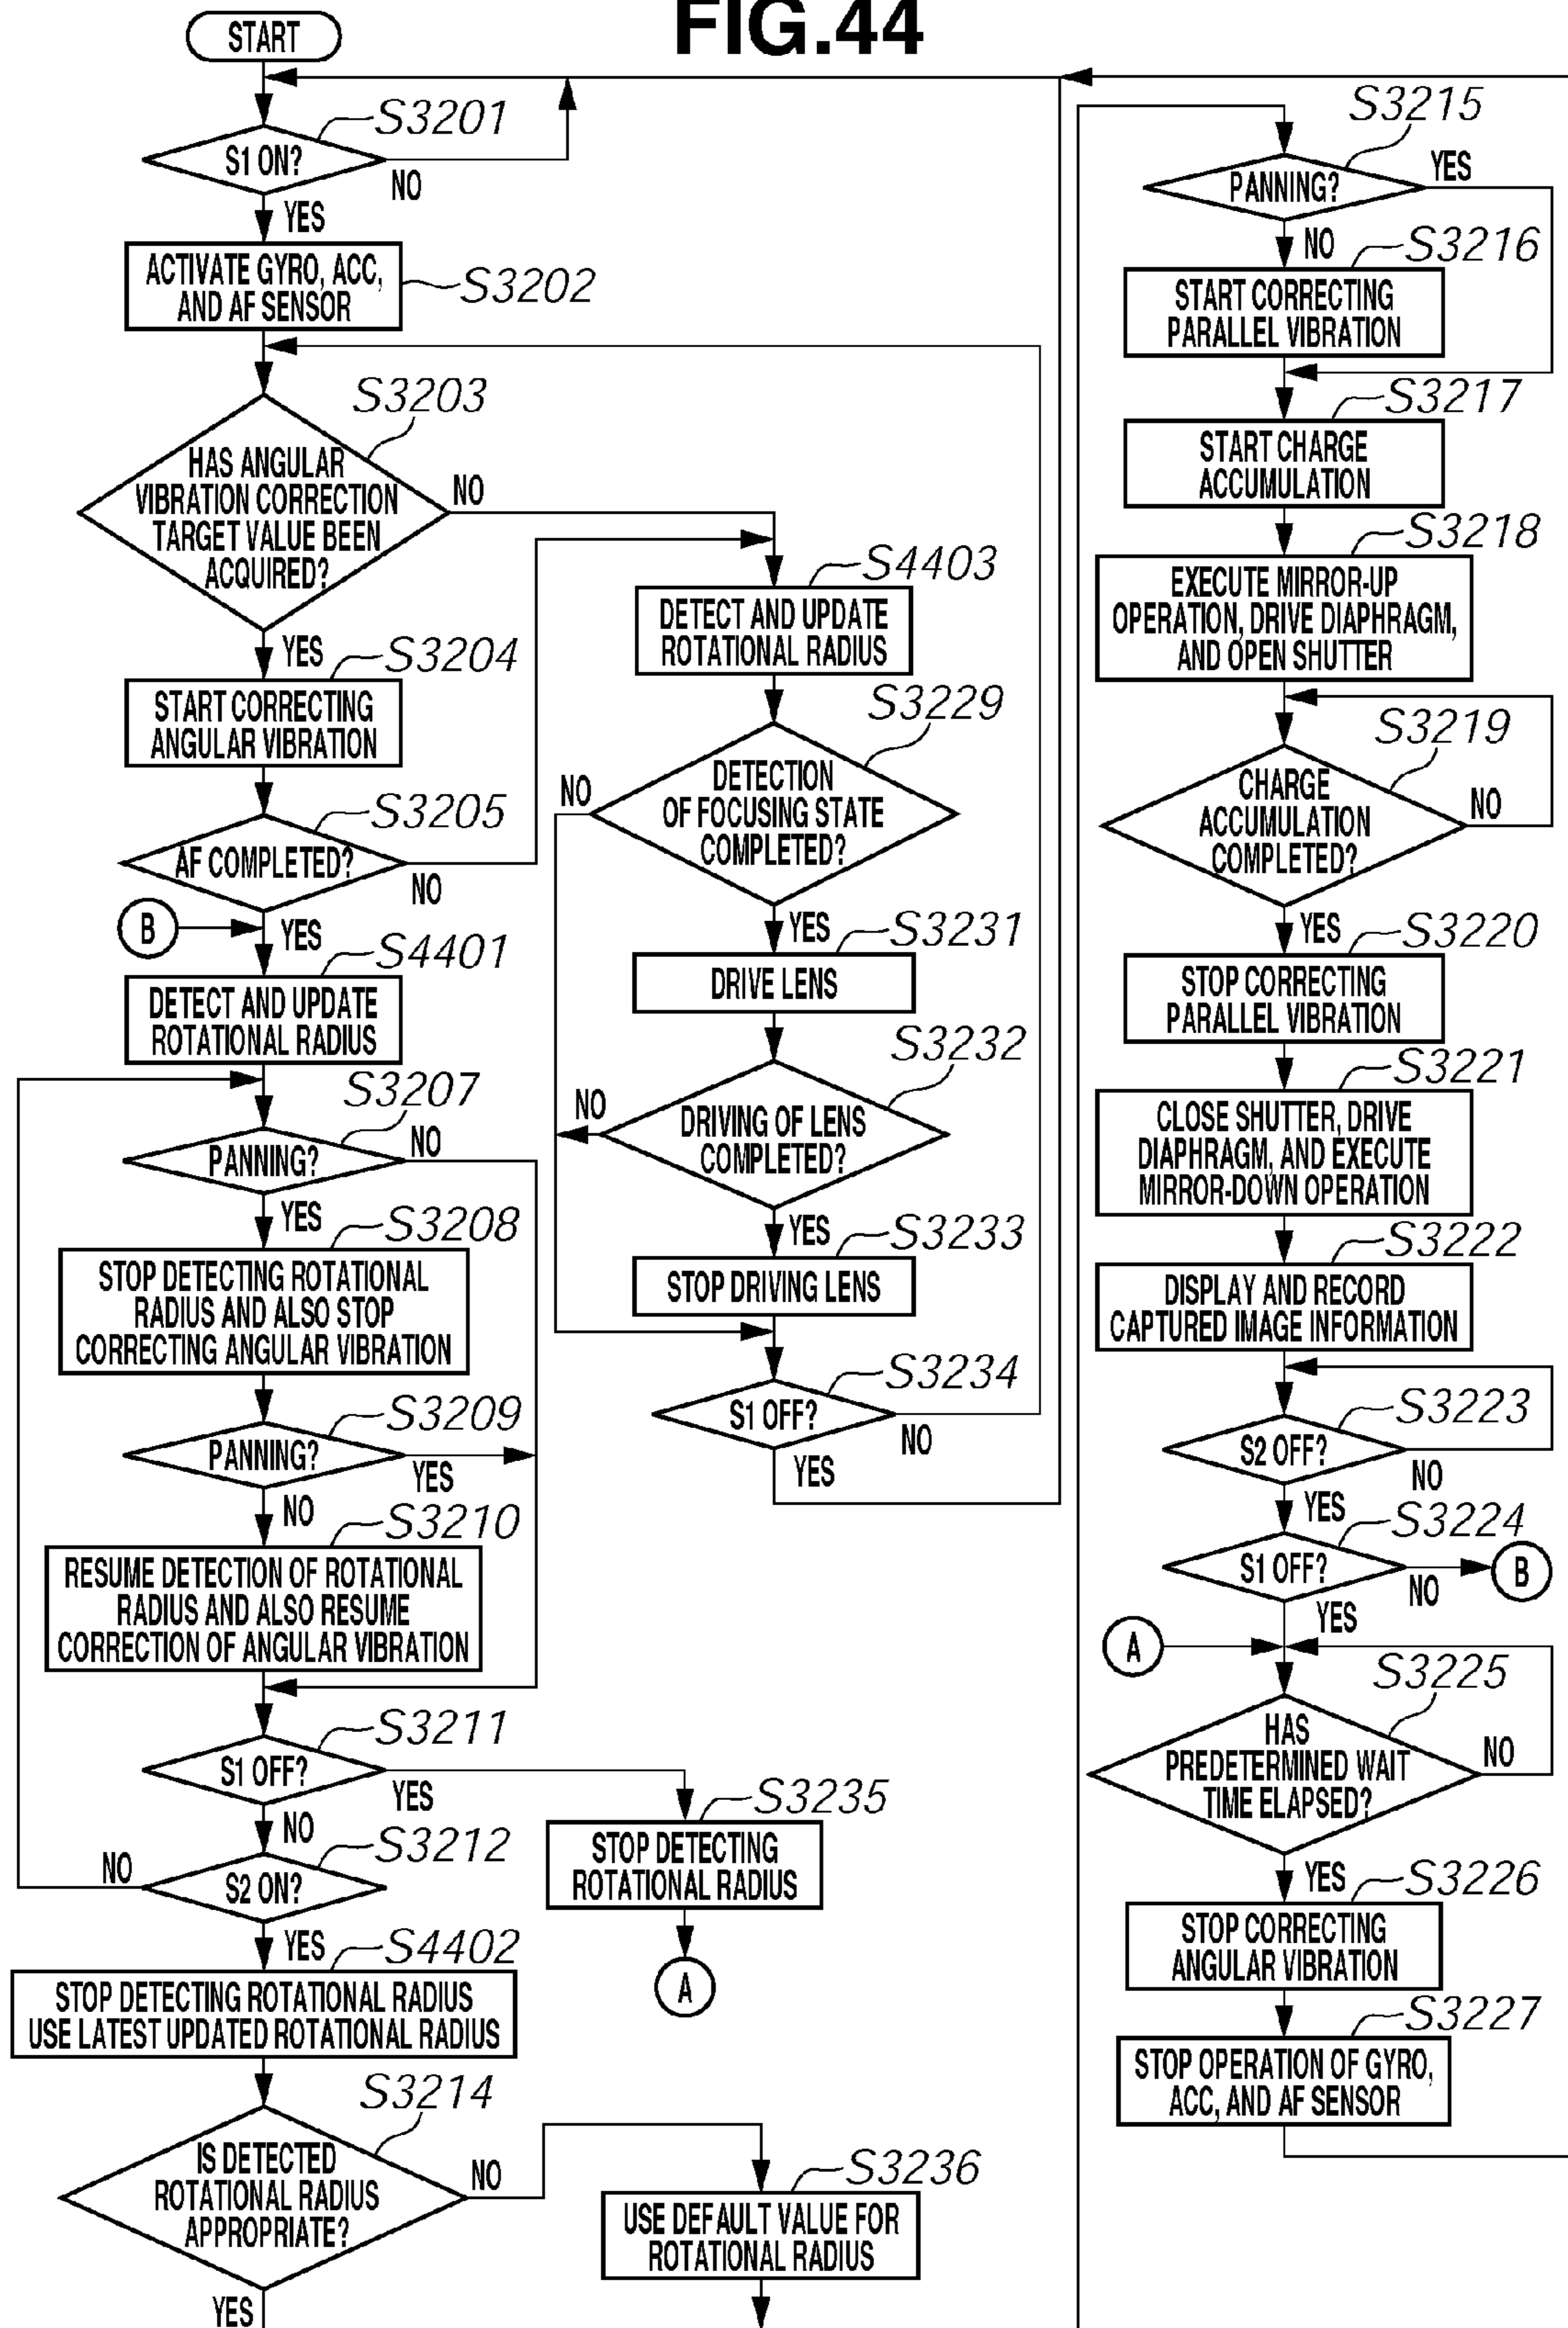 FIG.44
START
S3201
S1 ON?
NO
YES
ACTIVATE GYRO, ACC,
AND AF SENSOR
S3202
S3203
HAS ANGULAR
VIBRATION CORRECTION
TARGET VALUE BEEN
ACQUIRED?
NO
YES
S3204
START CORRECTING
ANGULAR VIBRATION
S3205
AF COMPLETED?
NO
B
YES
S4401
DETECT AND UPDATE
ROTATIONAL RADIUS
S3207
PANNING?
NO
YES
S3208
STOP DETECTING ROTATIONAL
RADIUS AND ALSO STOP
CORRECTING ANGULAR VIBRATION
S3209
PANNING?
YES
NO
S3210
RESUME DETECTION OF ROTATIONAL
RADIUS AND ALSO RESUME
CORRECTION OF ANGULAR VIBRATION
S3211
S1 OFF?
YES
NO
S3212
NO
S2 ON?
YES
S4402
STOP DETECTING ROTATIONAL RADIUS
USE LATEST UPDATED ROTATIONAL RADIUS
S3214
IS DETECTED
ROTATIONAL RADIUS
APPROPRIATE?
NO
YES
S4403
DETECT AND UPDATE
ROTATIONAL RADIUS
S3229
NO
DETECTION
OF FOCUSING STATE
COMPLETED?
YES
S3231
DRIVE LENS
S3232
NO
DRIVING OF LENS
COMPLETED?
YES
S3233
STOP DRIVING LENS
S3234
S1 OFF?
NO
YES
S3235
STOP DETECTING
ROTATIONAL RADIUS
A
S3236
USE DEFAULT VALUE FOR
ROTATIONAL RADIUS
S3215
PANNING?
YES
NO
S3216
START CORRECTING
PARALLEL VIBRATION
S3217
START CHARGE
ACCUMULATION
S3218
EXECUTE MIRROR-UP
OPERATION, DRIVE DIAPHRAGM,
AND OPEN SHUTTER
S3219
CHARGE
ACCUMULATION
COMPLETED?
NO
YES
S3220
STOP CORRECTING
PARALLEL VIBRATION
S3221
CLOSE SHUTTER, DRIVE
DIAPHRAGM, AND EXECUTE
MIRROR-DOWN OPERATION
S3222
DISPLAY AND RECORD
CAPTURED IMAGE INFORMATION
S3223
S2 OFF?
NO
YES
S3224
S1 OFF?
NO
B
YES
A
S3225
HAS
PREDETERMINED WAIT
TIME ELAPSED?
NO
YES
S3226
STOP CORRECTING
ANGULAR VIBRATION
S3227
STOP OPERATION OF GYRO,
ACC, AND AF SENSOR